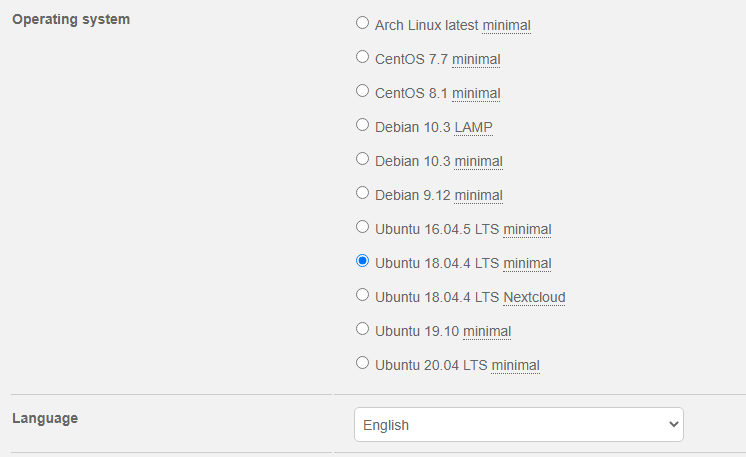 Operating system
Arch Linux latest minimal
CentOS 7.7 minimal
CentOS 8.1 minimal
Debian 10.3 LAMP
Debian 10.3 minimal
Debian 9.12 minimal
Ubuntu 16.04.5 LTS minimal
Ubuntu 18.04.4 LTS minimal
Ubuntu 18.04.4 LTS Nextcloud
Ubuntu 19.10 minimal
Ubuntu 20.04 LTS minimal
Language
English